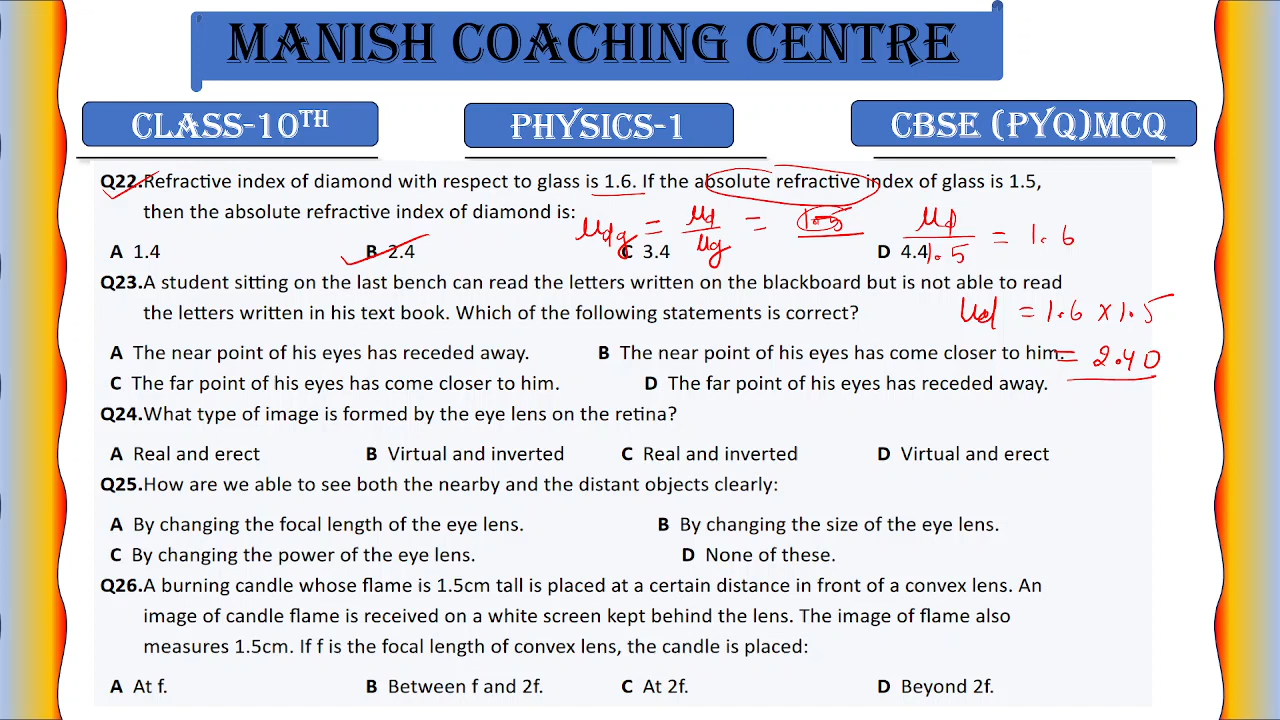 MANISH COACHING CENTRE
CLASS-10TH
PHYSICS-1
CBSE (PYQ)MCQ
Q22.Refractive index of diamond with respect to glass is 1.6. If the absolute refractive index of glass is 1.5,
then the absolute refractive index of diamond is:
μdg = μd/μg =
μd/1.5 = 1.6
A 1.4 B 2.4 C 3.4 D 4.4
Q23.A student sitting on the last bench can read the letters written on the blackboard but is not able to read
the letters written in his text book. Which of the following statements is correct?
μd = 1.6 x 1.5
A The near point of his eyes has receded away. B The near point of his eyes has come closer to him.
= 2.40
C The far point of his eyes has come closer to him. D The far point of his eyes has receded away.
Q24.What type of image is formed by the eye lens on the retina?
A Real and erect B Virtual and inverted C Real and inverted D Virtual and erect
Q25.How are we able to see both the nearby and the distant objects clearly:
A By changing the focal length of the eye lens. B By changing the size of the eye lens.
C By changing the power of the eye lens. D None of these.
Q26.A burning candle whose flame is 1.5cm tall is placed at a certain distance in front of a convex lens. An
image of candle flame is received on a white screen kept behind the lens. The image of flame also
measures 1.5cm. If f is the focal length of convex lens, the candle is placed:
A At f. B Between f and 2f. C At 2f. D Beyond 2f.